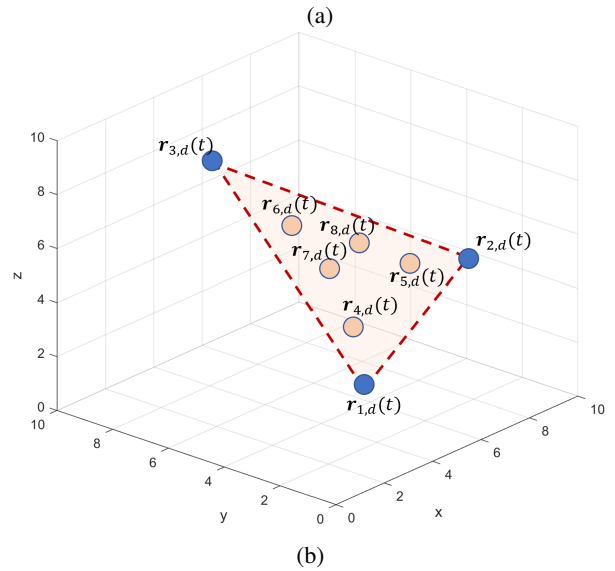 (a)
10
8
6
4
2
0
z
r3,d(t)
r6,d(t)
r8,d(t)
r2,d(t)
r7,d(t)
r5,d(t)
r4,d(t)
r1,d(t)
10
8
6
4
2
0
y
0
2
4
6
8
10
x
(b)